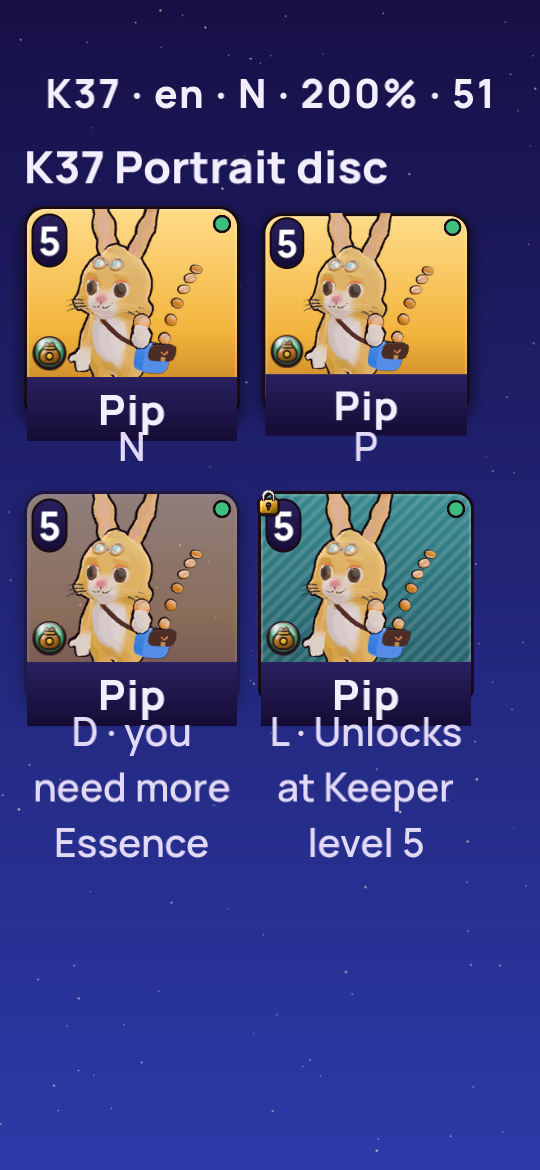 K37 · en · N · 200% · 51
K37 Portrait disc
5
5
Pip
Pip
N
P
5
5
Pip
Pip
D · you
need more
Essence
L · Unlocks
at Keeper
level 5